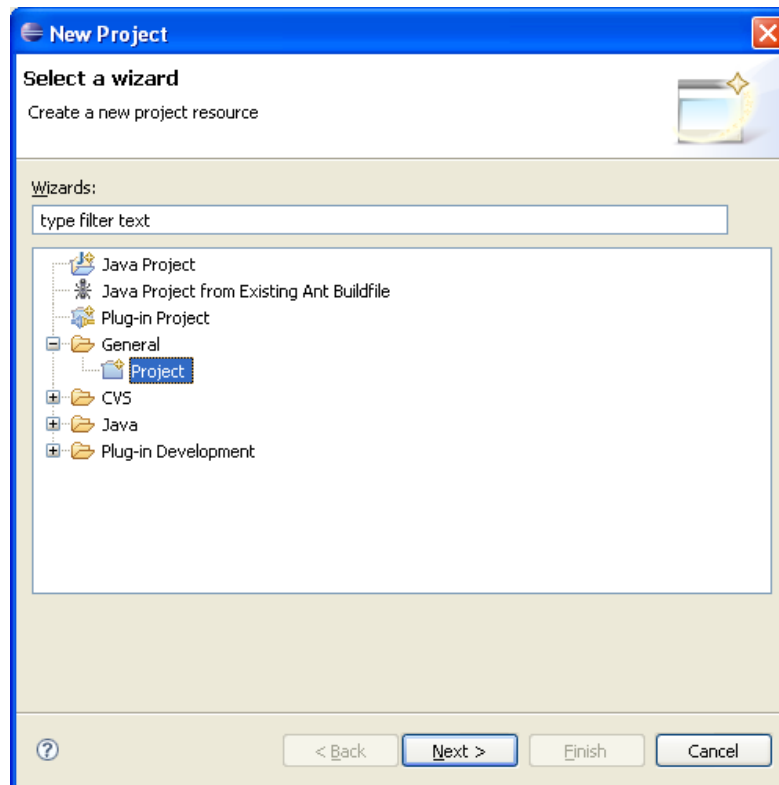 New Project
Select a wizard
Create a new project resource
Wizards:
type filter text
Java Project
Java Project from Existing Ant Buildfile
Plug-in Project
General
Project
CVS
Java
Plug-in Development
? < Back Next > Finish Cancel